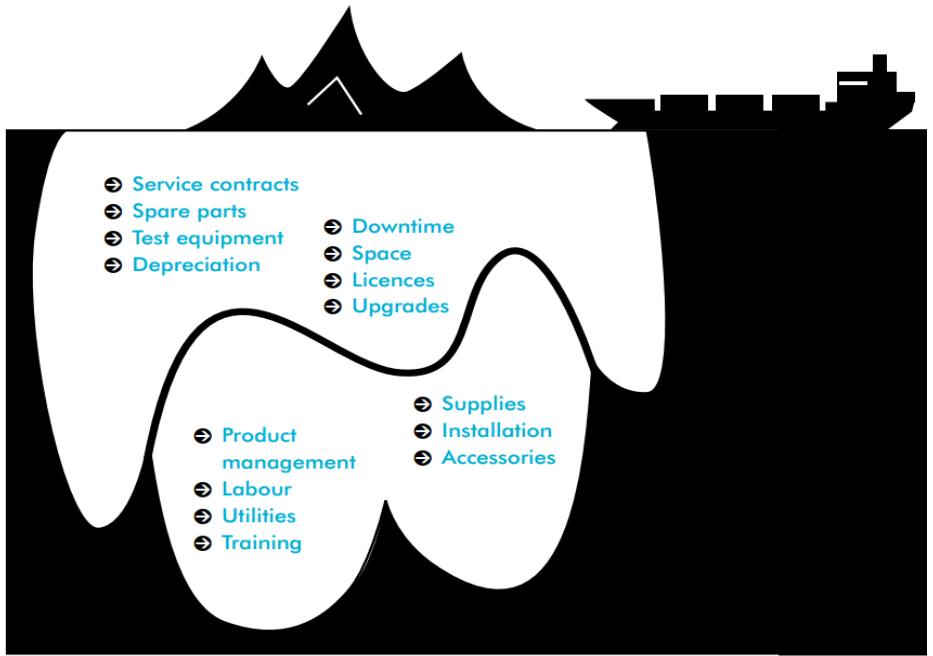 Service contracts
Spare parts
Test equipment
Depreciation
Downtime
Space
Licences
Upgrades
Product
management
Labour
Utilities
Training
Supplies
Installation
Accessories